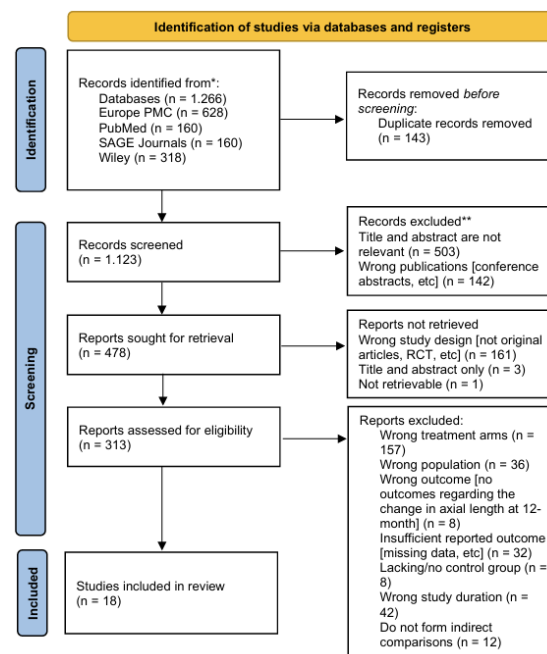 Identification of studies via databases and registers
Identification
Records identified from*:
Databases (n = 1.266)
Europe PMC (n = 628)
PubMed (n = 160)
SAGE Journals (n = 160)
Wiley (n = 318)
Records removed before
screening:
Duplicate records removed
(n = 143)
Screening
Records screened
(n = 1.123)
Records excluded**
Title and abstract are not
relevant (n = 503)
Wrong publications [conference
abstracts, etc] (n = 142)
Reports sought for retrieval
(n = 478)
Reports not retrieved
Wrong study design [not original
articles, RCT, etc] (n = 161)
Title and abstract only (n = 3)
Not retrievable (n = 1)
Reports assessed for eligibility
(n = 313)
Reports excluded:
Wrong treatment arms (n =
157)
Wrong population (n = 36)
Wrong outcome [no
outcomes regarding the
change in axial length at 12-
month] (n = 8)
Insufficient reported outcome
[missing data, etc] (n = 32)
Lacking/no control group (n =
8)
Wrong study duration (n =
42)
Do not form indirect
comparisons (n = 12)
Included
Studies included in review
(n = 18)